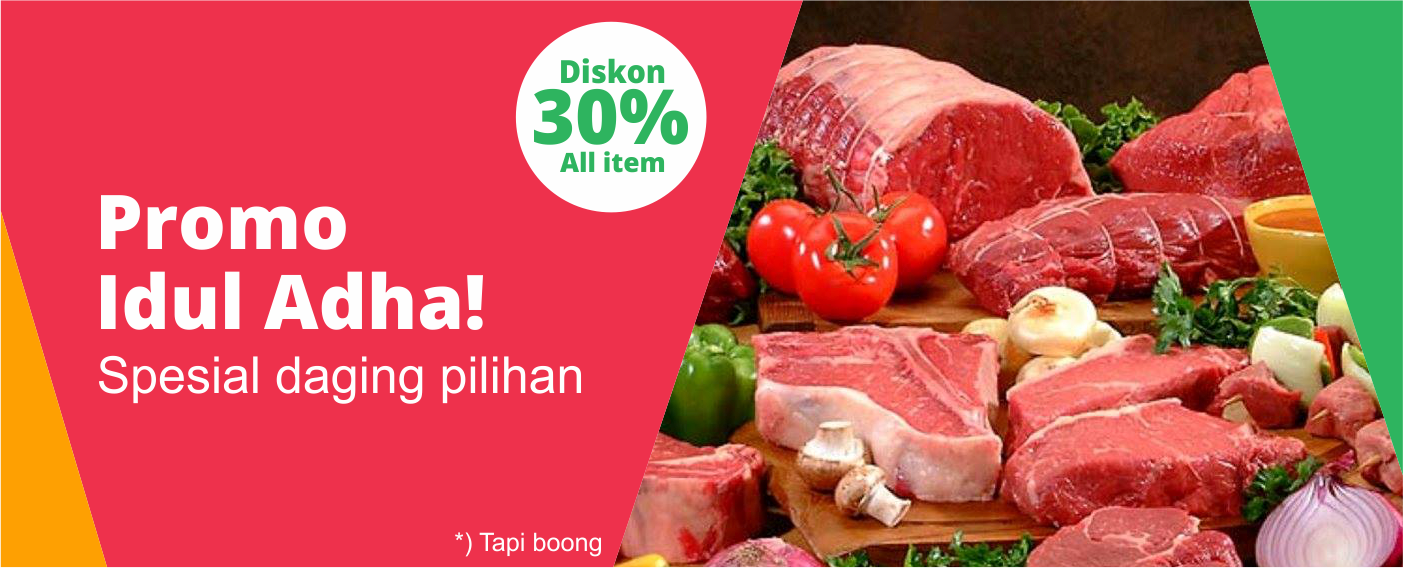 Diskon
30%
All item
Promo
Idul Adha!
Spesial daging pilihan
*) Tapi boong